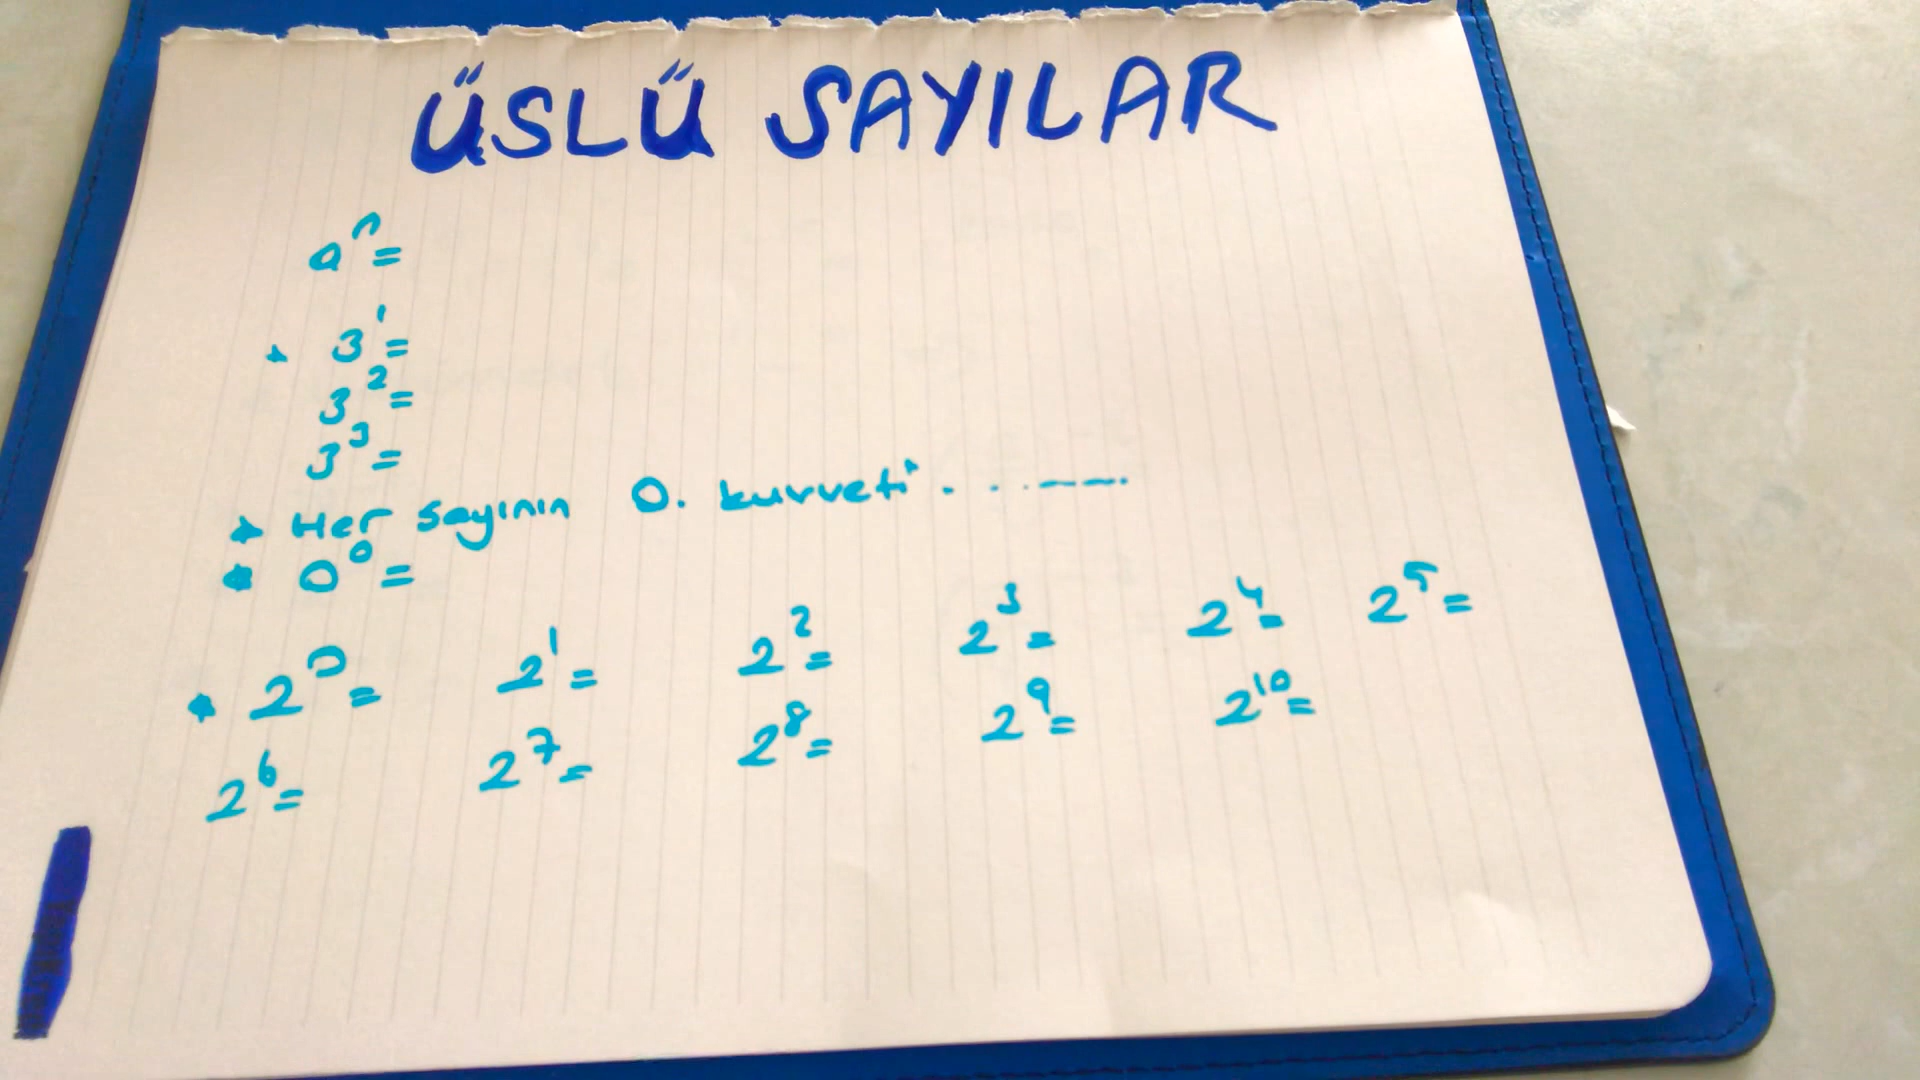 ÜSLÜ SAYILAR
aⁿ=
* 3¹=
3²=
3³=
* Her sayının 0. kuvveti . . . -----.
* 0⁰=
* 2⁰= 2¹= 2²= 2³= 2⁴= 2⁵=
2⁶= 2⁷= 2⁸= 2⁹= 2¹⁰=